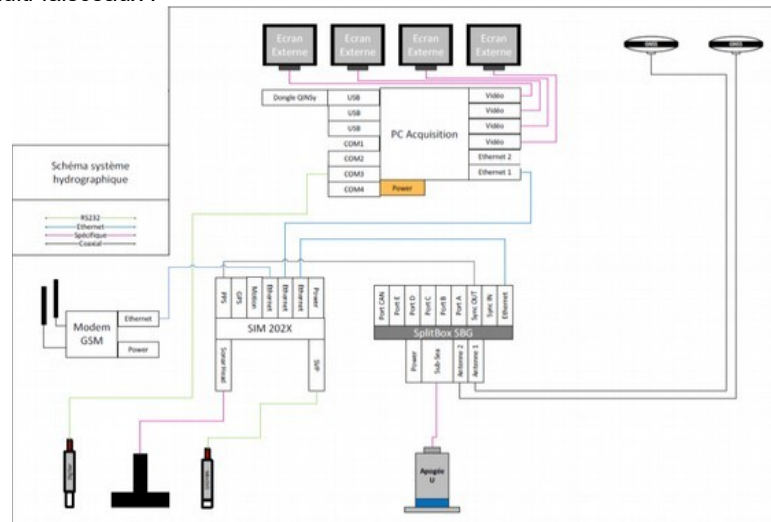 Ecran
Externe
Ecran
Externe
Ecran
Externe
Ecran
Externe
GNSS
GNSS
Dongle QINSy
USB
USB
USB
COM1
COM2
COM3
COM4
PC Acquisition
Power
Vidéo
Vidéo
Vidéo
Vidéo
Ethernet 2
Ethernet 1
Schéma système
hydrographique
RS232
Ethernet
Spécifique
Coaxial
Modem
GSM
Ethernet
Power
PPS
GPS
Motion
Ethernet
Ethernet
Ethernet
Power
SIM 202X
Sonar Head
SVP
Port CAN
Port E
Port D
Port C
Port B
Port A
Sync OUT
Sync IN
Ethernet
SplitBox SBG
Power
Sub-Sea
Antenne 2
Antenne 1
Apogée
U